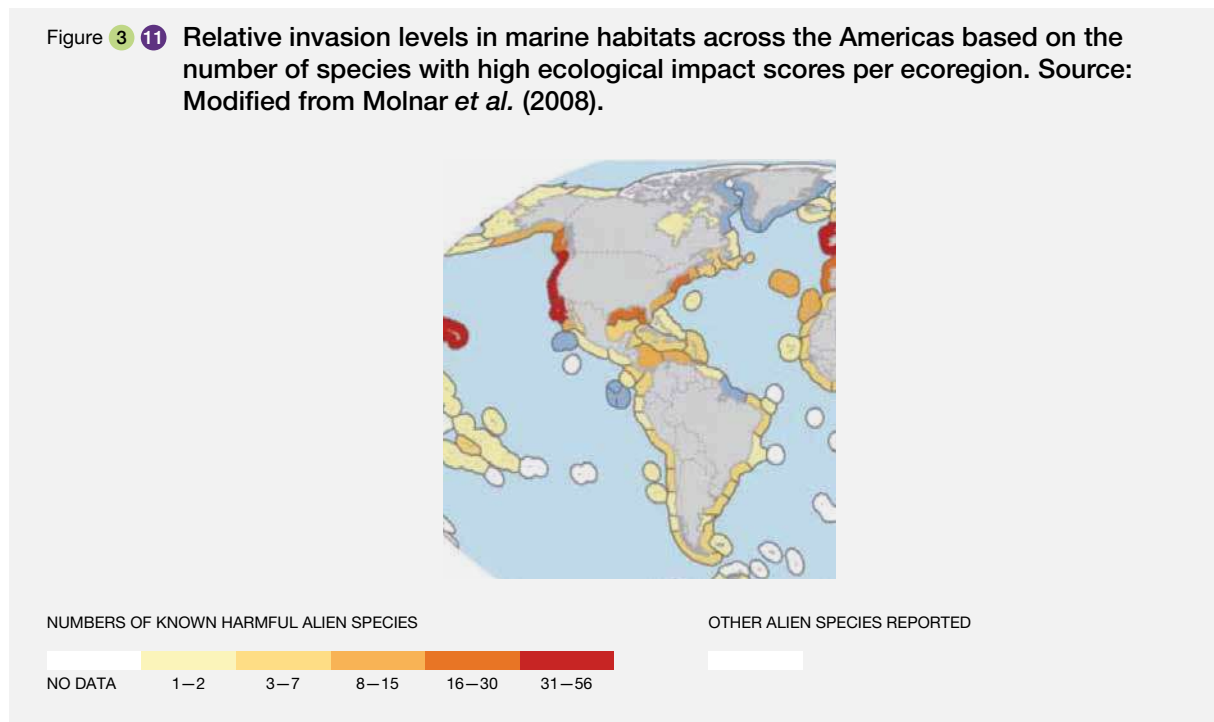 Figure 3 11 Relative invasion levels in marine habitats across the Americas based on the
number of species with high ecological impact scores per ecoregion. Source:
Modified from Molnar et al. (2008).
NUMBERS OF KNOWN HARMFUL ALIEN SPECIES
NO DATA 1—2 3—7 8—15 16—30 31—56
OTHER ALIEN SPECIES REPORTED